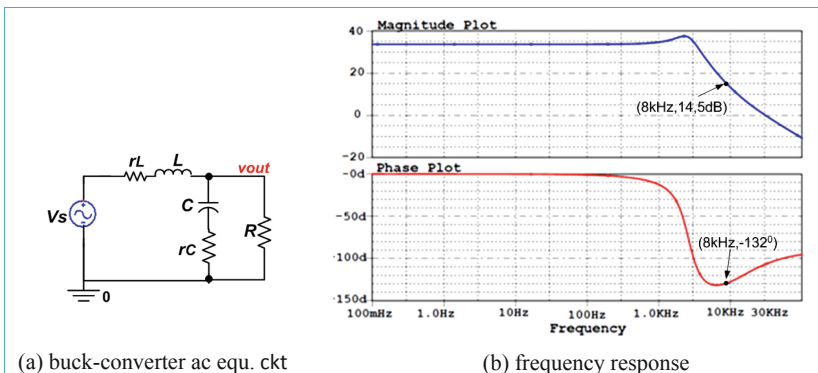 Magnitude Plot
40
20
0
-20
(8kHz,14,5dB)
Phase Plot
-0d
-50d
-100d
-150d
(8kHz,-132⁰)
100mHz 1.0Hz 10Hz 100Hz 1.0KHz 10KHz 30KHz
Frequency
rL L vout
Vs C R
rC
0
(a) buck-converter ac equ. ckt
(b) frequency response